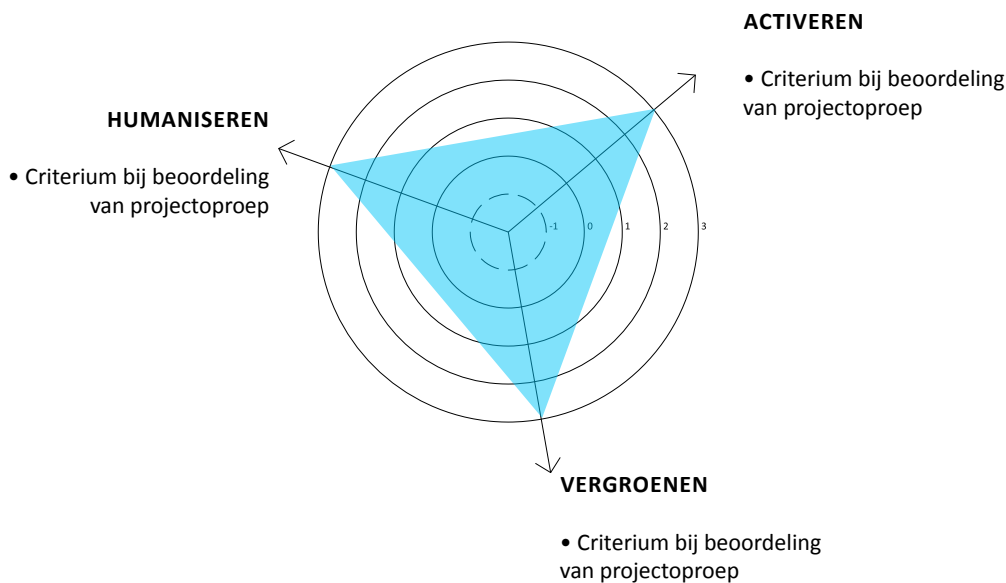 ACTIVEREN
• Criterium bij beoordeling
van projectoproep
HUMANISEREN
• Criterium bij beoordeling
van projectoproep
-1
0
1
2
3
VERGROENEN
• Criterium bij beoordeling
van projectoproep